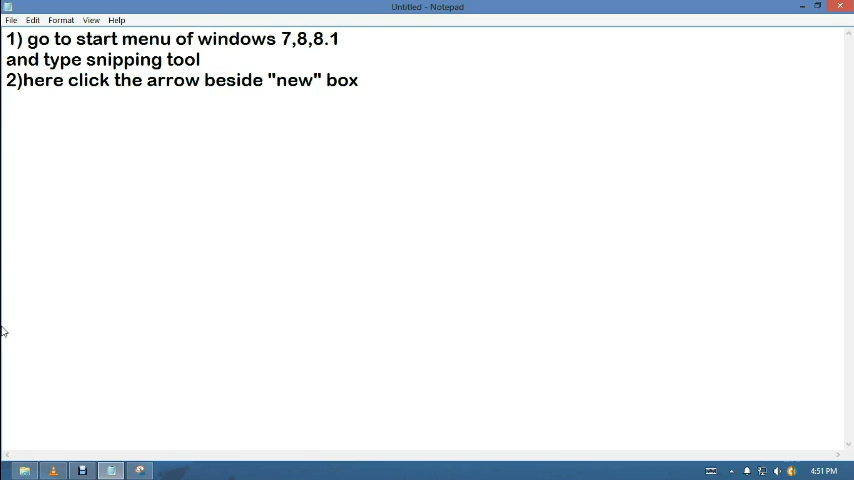 Untitled - Notepad
File Edit Format View Help
1) go to start menu of windows 7,8,8.1
and type snipping tool
2)here click the arrow beside "new" box
4:51 PM